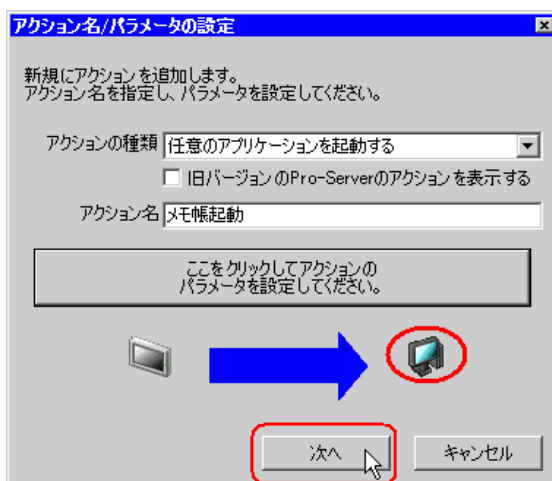 アクション名/パラメータの設定
新規にアクションを追加します。
アクション名を指定し、パラメータを設定してください。
アクションの種類 任意のアプリケーションを起動する
旧バージョンのPro-Serverのアクションを表示する
アクション名 メモ帳起動
ここをクリックしてアクションの
パラメータを設定してください。
次へ キャンセル